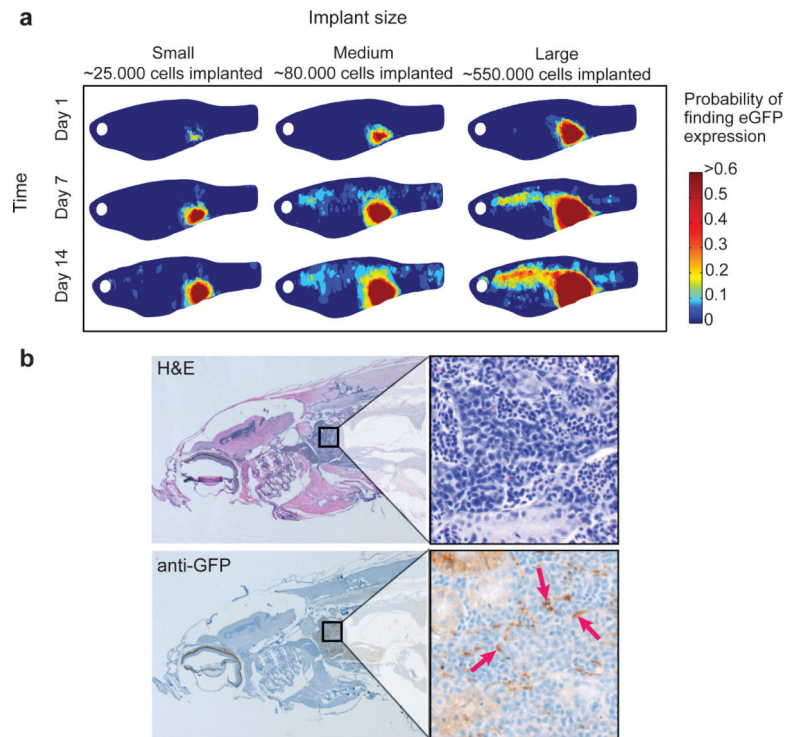 a
Implant size
Small
~25.000 cells implanted
Medium
~80.000 cells implanted
Large
~550.000 cells implanted
Time
Day 1
Day 7
Day 14
Probability of
finding eGFP
expression
>0.6
0.5
0.4
0.3
0.2
0.1
0
b
H&E
anti-GFP